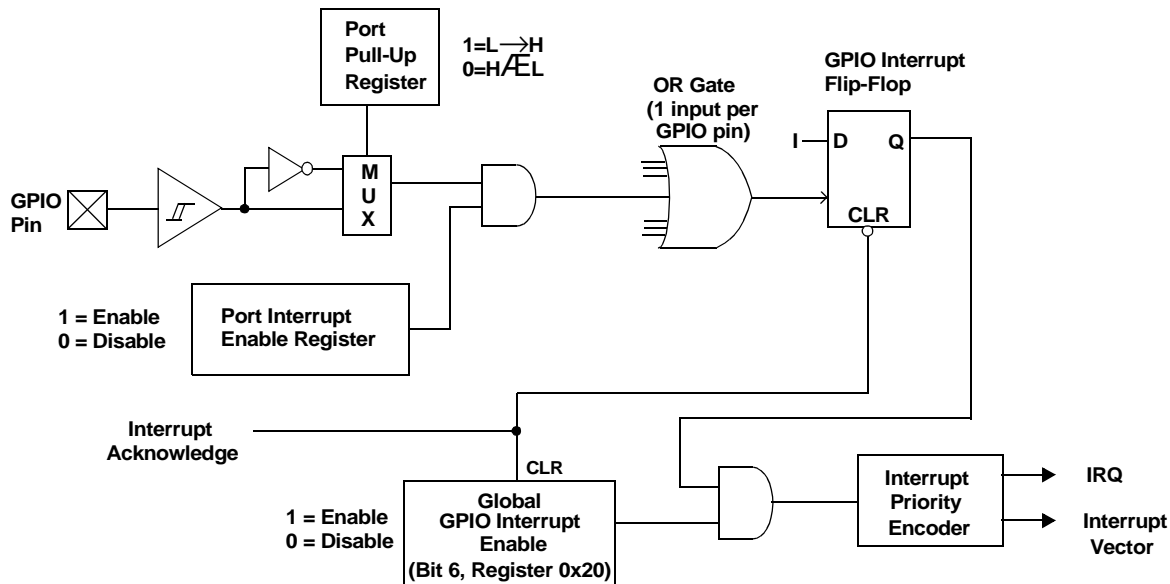 Port
Pull-Up
Register
1=L→H
0=HÆL
GPIO Interrupt
Flip-Flop
OR Gate
(1 input per
GPIO pin)
I
D
Q
CLR
M
U
X
GPIO
Pin
1 = Enable
0 = Disable
Port Interrupt
Enable Register
Interrupt
Acknowledge
CLR
1 = Enable
0 = Disable
Global
GPIO Interrupt
Enable
(Bit 6, Register 0x20)
Interrupt
Priority
Encoder
IRQ
Interrupt
Vector